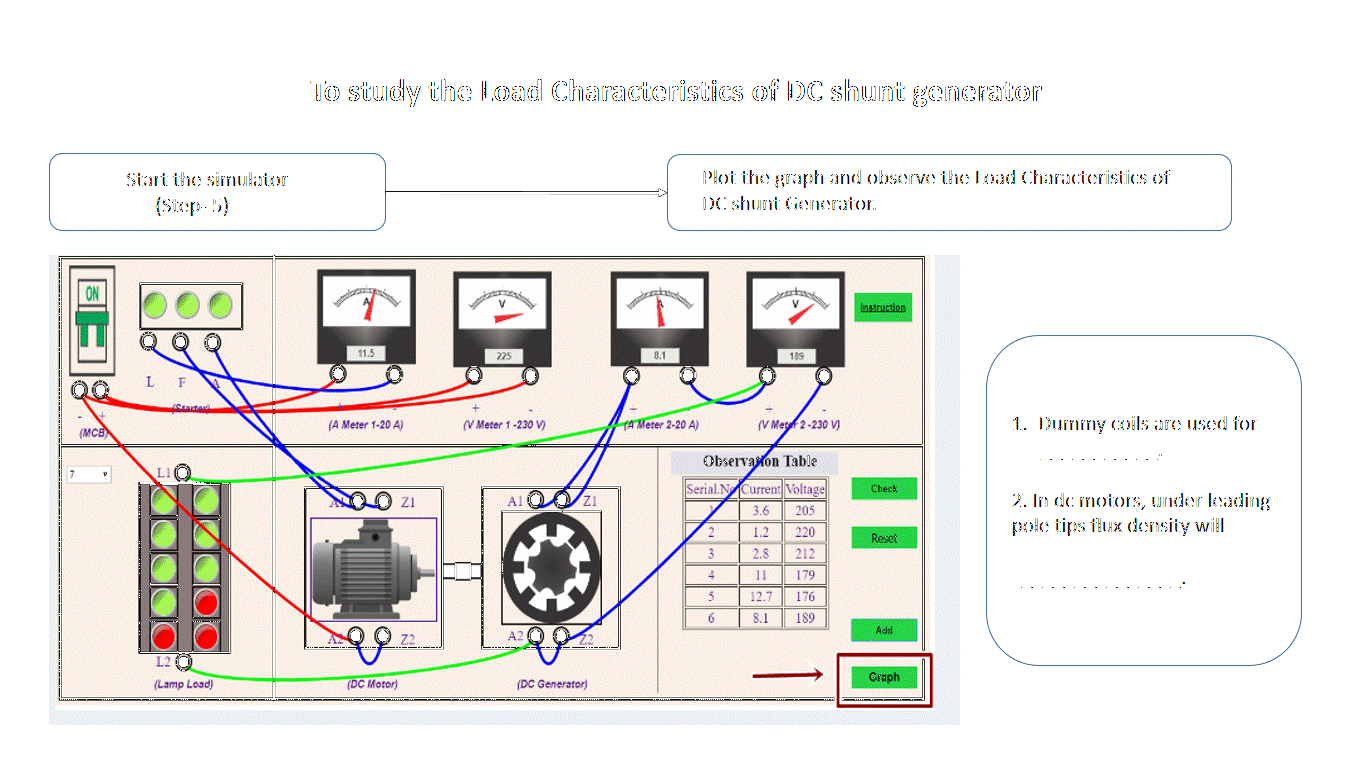 To study the Load Characteristics of DC shunt generator
Start the simulator
(Step- 5)
Plot the graph and observe the Load Characteristics of
DC shunt Generator.
ON
A
V
A
V
11.5
225
8.1
189
Instruction
L F A
(Starter)
- +
(MCB)
+ -
(A Meter 1-20 A)
+ -
(V Meter 1 -230 V)
+
(A Meter 2-20 A)
+ -
(V Meter 2 -230 V)
7
L1
L2
(Lamp Load)
A1 Z1
A2 Z2
(DC Motor)
A1 Z1
A2 Z2
(DC Generator)
Observation Table
Serial.No Current Voltage
1 3.6 205
2 1.2 220
3 2.8 212
4 11 179
5 12.7 176
6 8.1 189
Check
Reset
Add
Graph
1. Dummy coils are used for
. . . . . . . . . . . . .
2. In dc motors, under leading
pole tips flux density will
. . . . . . . . . . . . . . . . .